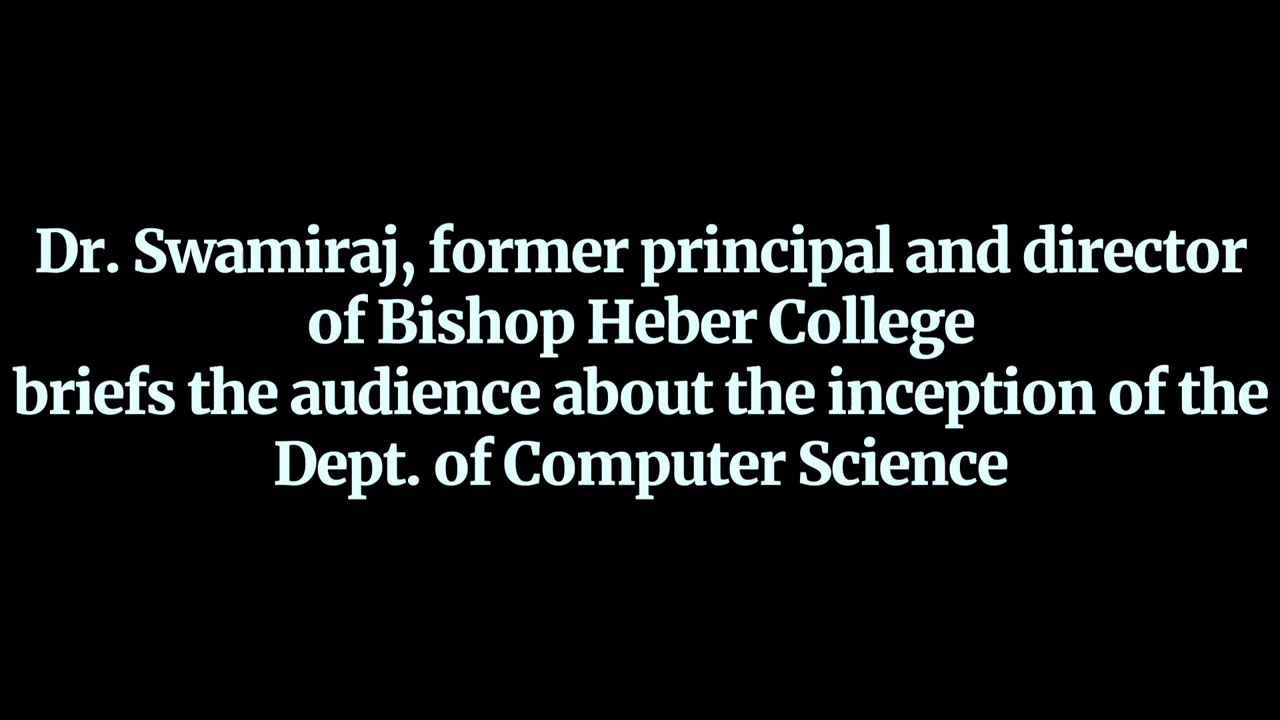 Dr. Swamiraj, former principal and director
of Bishop Heber College
briefs the audience about the inception of the
Dept. of Computer Science